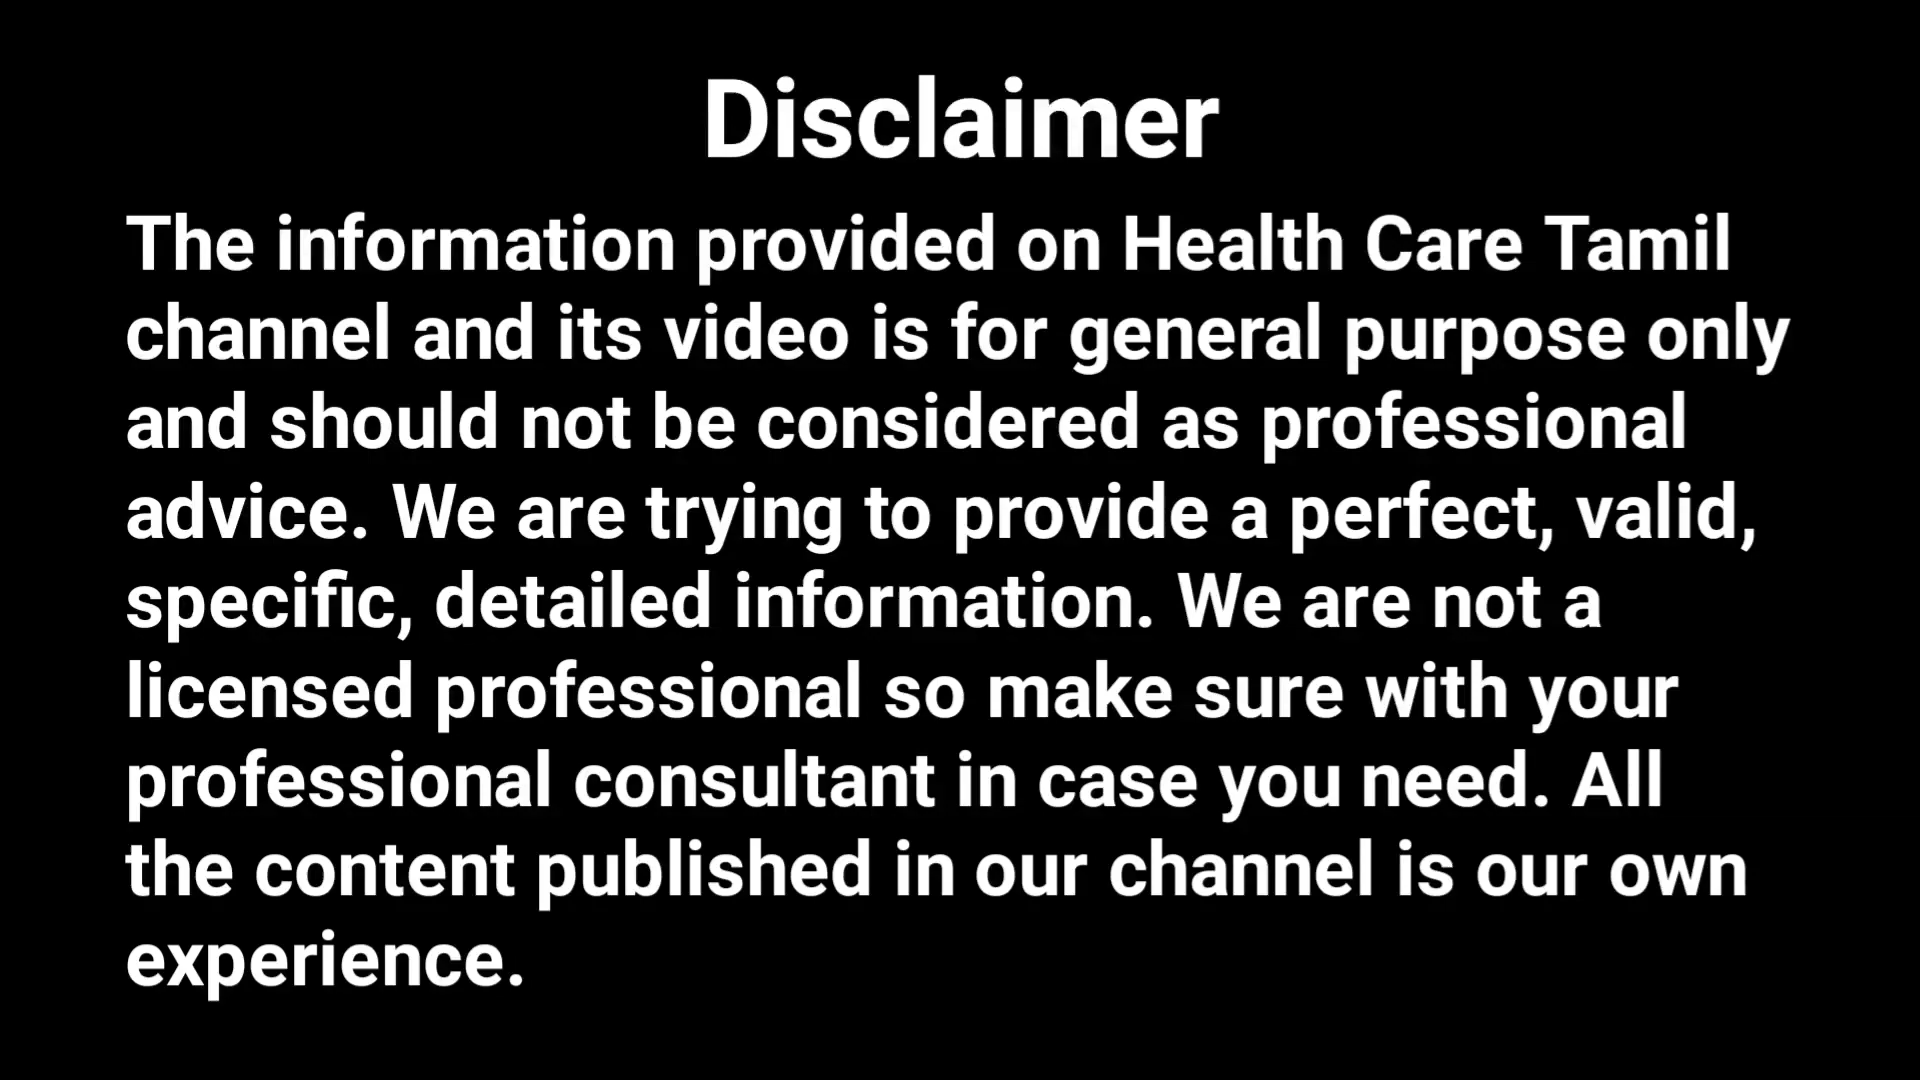 Disclaimer
The information provided on Health Care Tamil
channel and its video is for general purpose only
and should not be considered as professional
advice. We are trying to provide a perfect, valid,
specific, detailed information. We are not a
licensed professional so make sure with your
professional consultant in case you need. All
the content published in our channel is our own
experience.